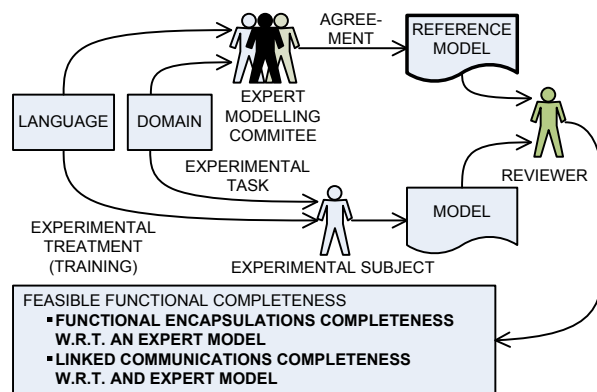 AGREE-
MENT
REFERENCE
MODEL
LANGUAGE
DOMAIN
EXPERT
MODELLING
COMMITEE
EXPERIMENTAL
TASK
REVIEWER
MODEL
EXPERIMENTAL
TREATMENT
(TRAINING)
EXPERIMENTAL SUBJECT
FEASIBLE FUNCTIONAL COMPLETENESS
▪FUNCTIONAL ENCAPSULATIONS COMPLETENESS
W.R.T. AN EXPERT MODEL
▪LINKED COMMUNICATIONS COMPLETENESS
W.R.T. AND EXPERT MODEL